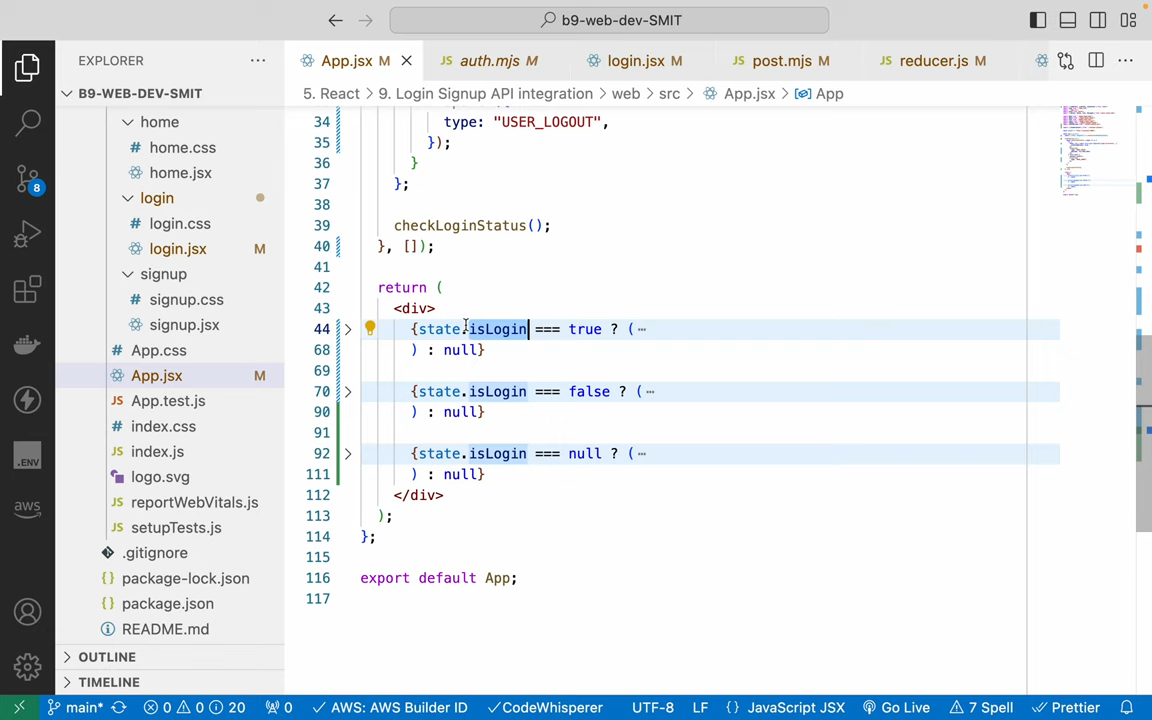 b9-web-dev-SMIT
EXPLORER
App.jsx M
auth.mjs M
login.jsx M
post.mjs M
reducer.js M
B9-WEB-DEV-SMIT
5. React > 9. Login Signup API integration > web > src > App.jsx > App
home
home.css
home.jsx
login
login.css
login.jsx M
signup
signup.css
signup.jsx
App.css
App.jsx M
App.test.js
index.css
index.js
logo.svg
reportWebVitals.js
setupTests.js
.gitignore
package-lock.json
package.json
README.md
OUTLINE
TIMELINE
8
.ENV
aws
34 type: "USER_LOGOUT",
35 });
36 }
37 };
38
39 checkLoginStatus();
40 }, []);
41
42 return (
43 <div>
44 {state.isLogin === true ? (⋯
68 ) : null}
69
70 {state.isLogin === false ? (⋯
90 ) : null}
91
92 {state.isLogin === null ? (⋯
111 ) : null}
112 </div>
113 );
114 };
115
116 export default App;
117
main* 0 0 20 0 AWS: AWS Builder ID CodeWhisperer UTF-8 LF {} JavaScript JSX Go Live 7 Spell Prettier